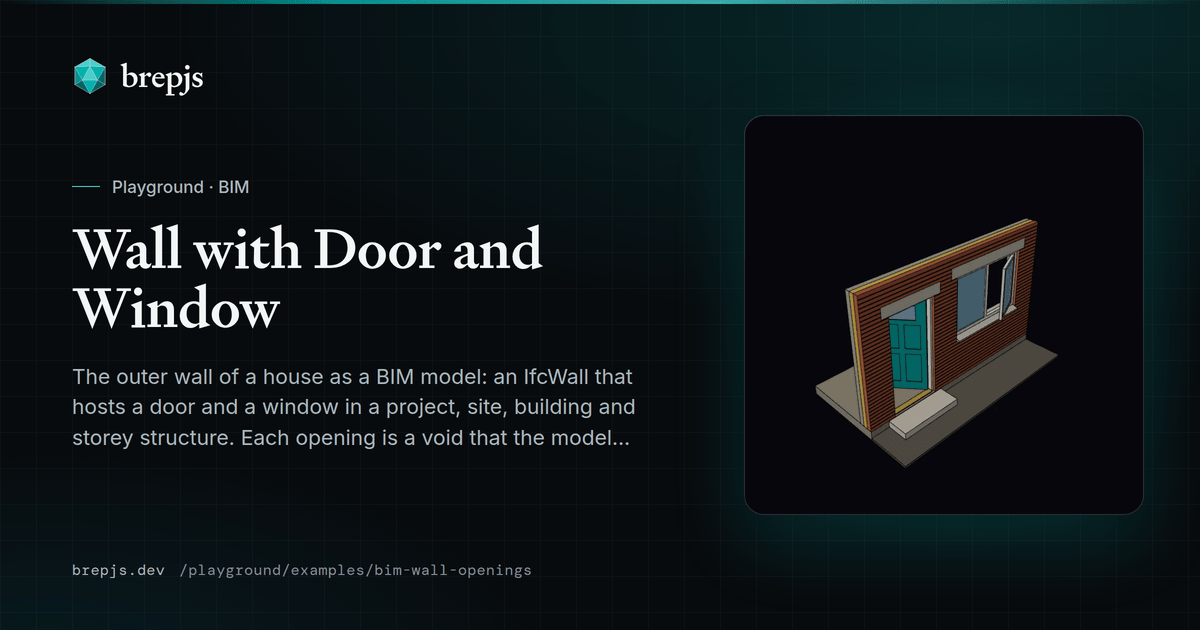 brepjs
Playground · BIM
Wall with Door and
Window
The outer wall of a house as a BIM model: an IfcWall that
hosts a door and a window in a project, site, building and
storey structure. Each opening is a void that the model...
brepjs.dev /playground/examples/bim-wall-openings